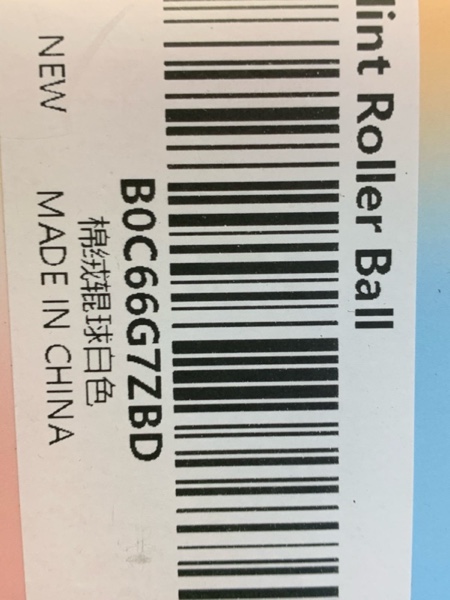 lint Roller Ball
B0C66G7ZBD
棉绒辊球白色
NEW MADE IN CHINA